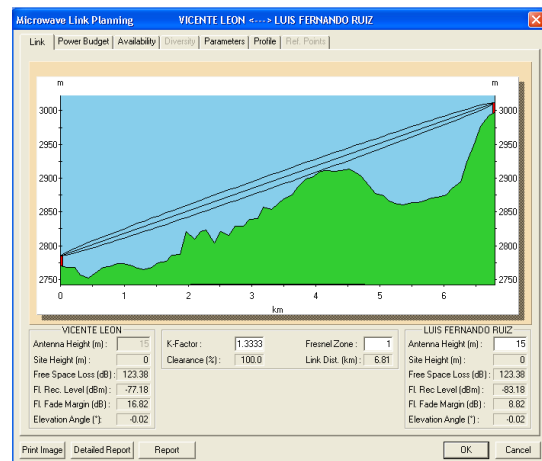 Microwave Link Planning VICENTE LEON <---> LUIS FERNANDO RUIZ
Link Power Budget Availability Diversity Parameters Profile Rel. Points
m m
3000 3000
2950 2950
2900 2900
2850 2850
2800 2800
2750 2750
0 1 2 3 4 5 6
km
VICENTE LEON
Antenna Height (m) : 15
Site Height (m) : 0
Free Space Loss (dB) : 123.38
Fl. Rec. Level (dBm) : -77.18
Fl. Fade Margin (dB) : 16.82
Elevation Angle (°): -0.02
K-Factor : 1.3333 Fresnel Zone : 1
Clearance (%) : 100.0 Link Dist. (km) : 6.81
LUIS FERNANDO RUIZ
Antenna Height (m) : 15
Site Height (m) : 0
Free Space Loss (dB) : 123.38
Fl. Rec. Level (dBm) : -83.18
Fl. Fade Margin (dB) : 8.82
Elevation Angle (°): -0.02
Print Image Detailed Report Report OK Cancel